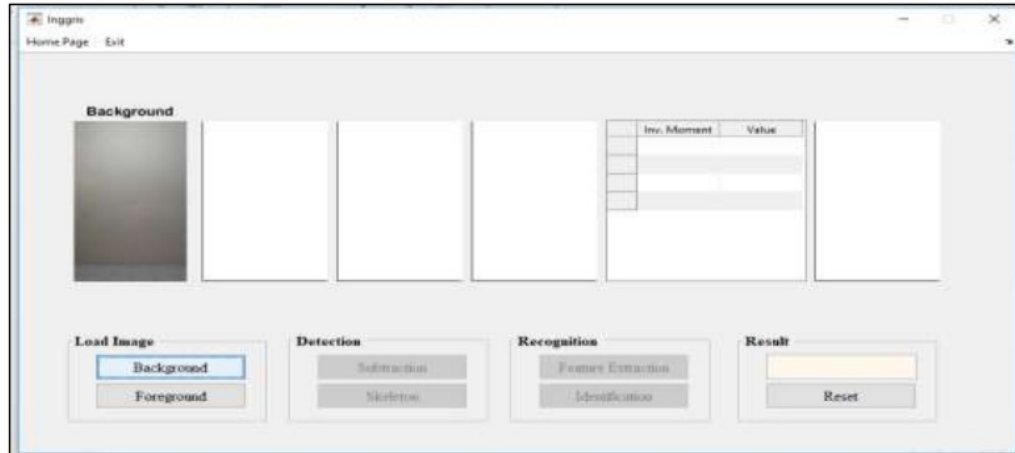 Inggris
Home Page Exit
Background
Inv. Moment Value
Load Image
Background
Foreground
Detection
Subtraction
Skeleton
Recognition
Feature Extraction
Identification
Result
Reset